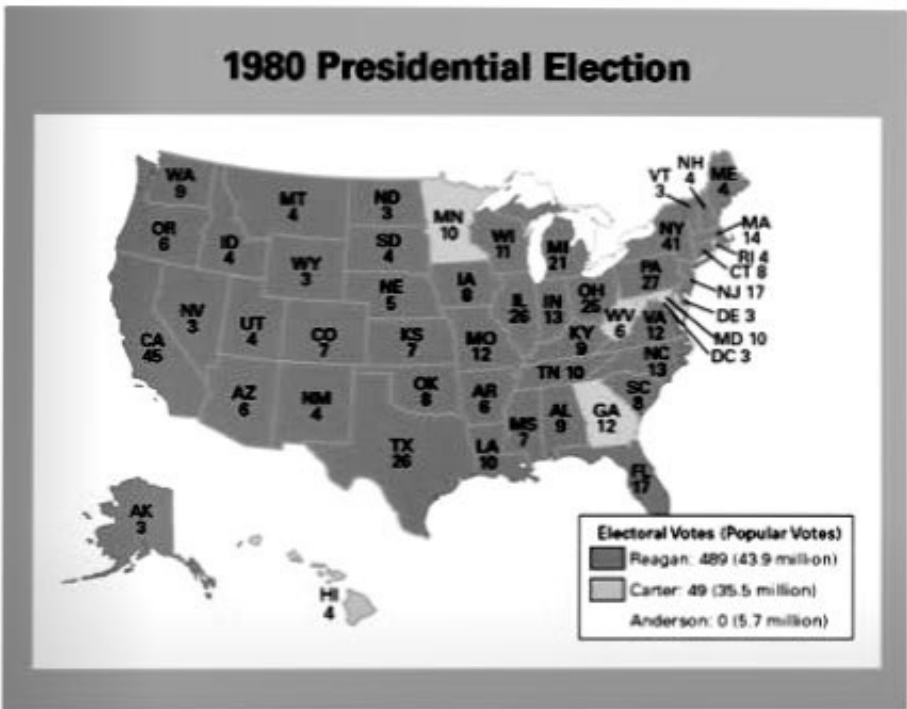 1980 Presidential Election
WA
9
OR
6
CA
45
NV
3
ID
4
MT
4
WY
3
UT
4
AZ
6
CO
7
NM
4
ND
3
SD
4
NE
5
KS
7
OK
8
TX
26
MN
10
IA
8
MO
12
AR
6
LA
10
WI
11
IL
26
MI
21
IN
13
OH
25
KY
9
TN 10
MS
7
AL
9
GA
12
FL
17
SC
8
NC
13
VA
12
WV
6
PA
27
NY
41
VT
3
NH
4
ME
4
MA
14
RI 4
CT 8
NJ 17
DE 3
MD 10
DC 3
AK
3
HI
4
Electoral Votes (Popular Votes)
Reagan: 489 (43.9 million)
Carter: 49 (35.5 million)
Anderson: 0 (5.7 million)